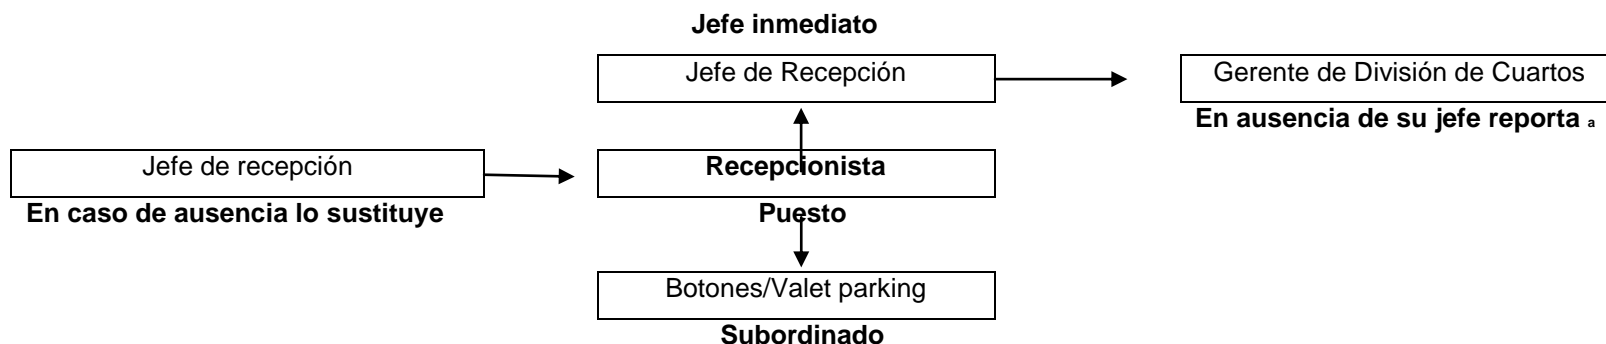 Jefe inmediato
Jefe de Recepción
Gerente de División de Cuartos
En ausencia de su jefe reporta a
Jefe de recepción
Recepcionista
En caso de ausencia lo sustituye
Puesto
Botones/Valet parking
Subordinado